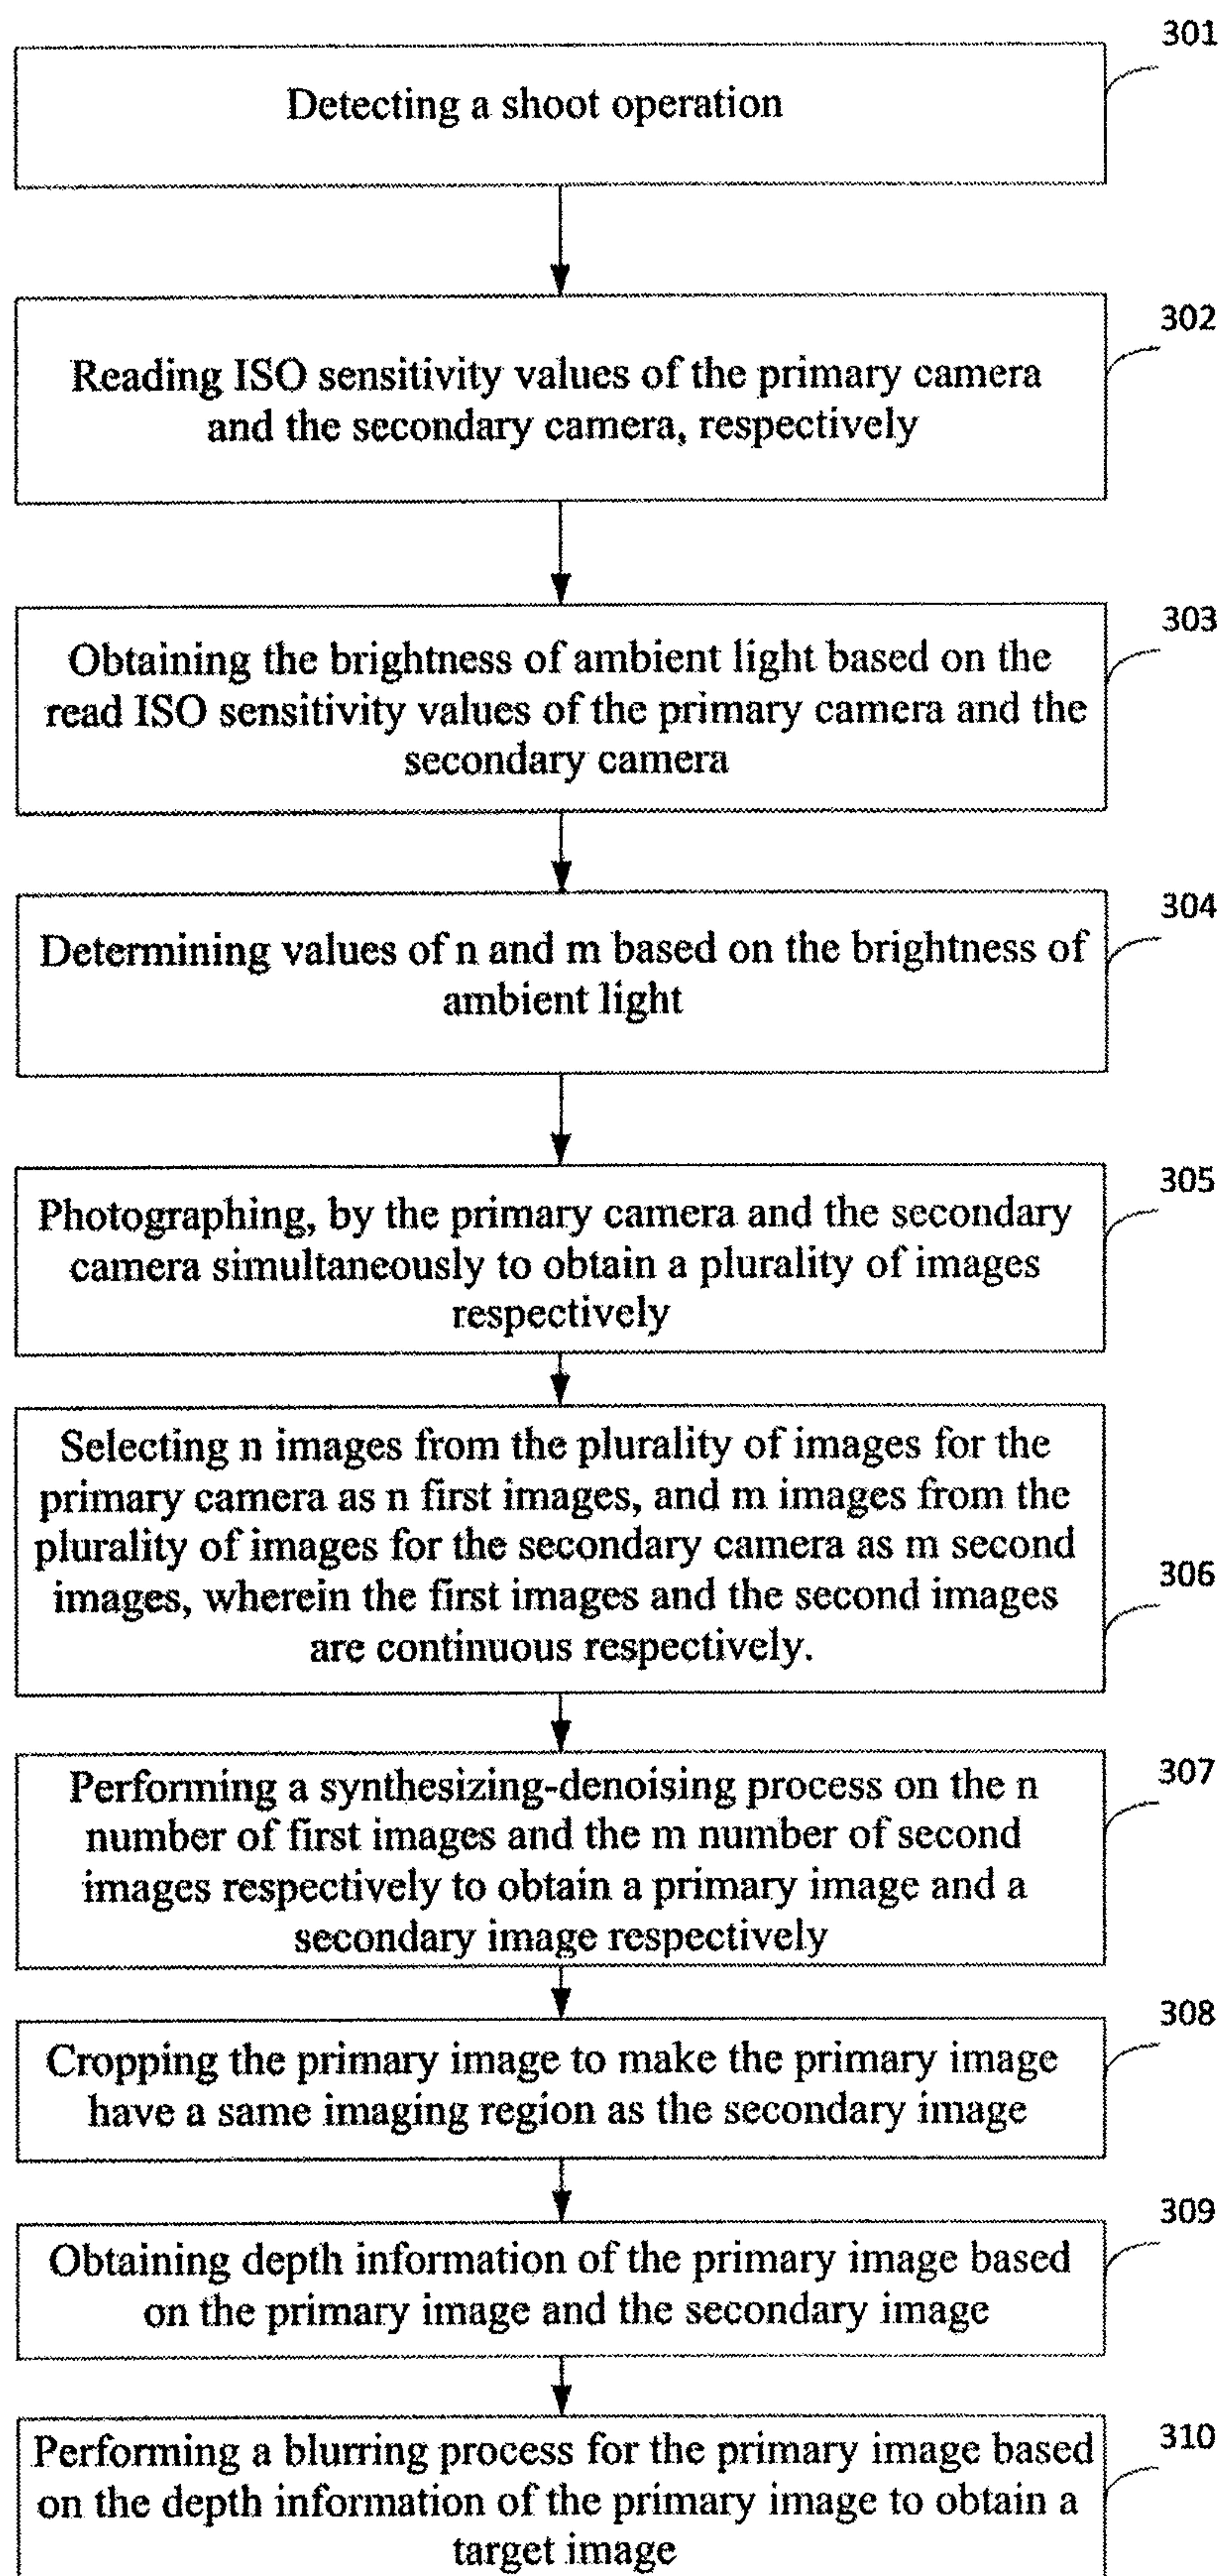 301
Detecting a shoot operation
302
Reading ISO sensitivity values of the primary camera
and the secondary camera, respectively
303
Obtaining the brightness of ambient light based on the
read ISO sensitivity values of the primary camera and the
secondary camera
304
Determining values of n and m based on the brightness of
ambient light
305
Photographing, by the primary camera and the secondary
camera simultaneously to obtain a plurality of images
respectively
Selecting n images from the plurality of images for the
primary camera as n first images, and m images from the
plurality of images for the secondary camera as m second
images, wherein the first images and the second images
are continuous respectively.
306
307
Performing a synthesizing-denoising process on the n
number of first images and the m number of second
images respectively to obtain a primary image and a
secondary image respectively
308
Cropping the primary image to make the primary image
have a same imaging region as the secondary image
309
Obtaining depth information of the primary image based
on the primary image and the secondary image
310
Performing a blurring process for the primary image based
on the depth information of the primary image to obtain a
target image